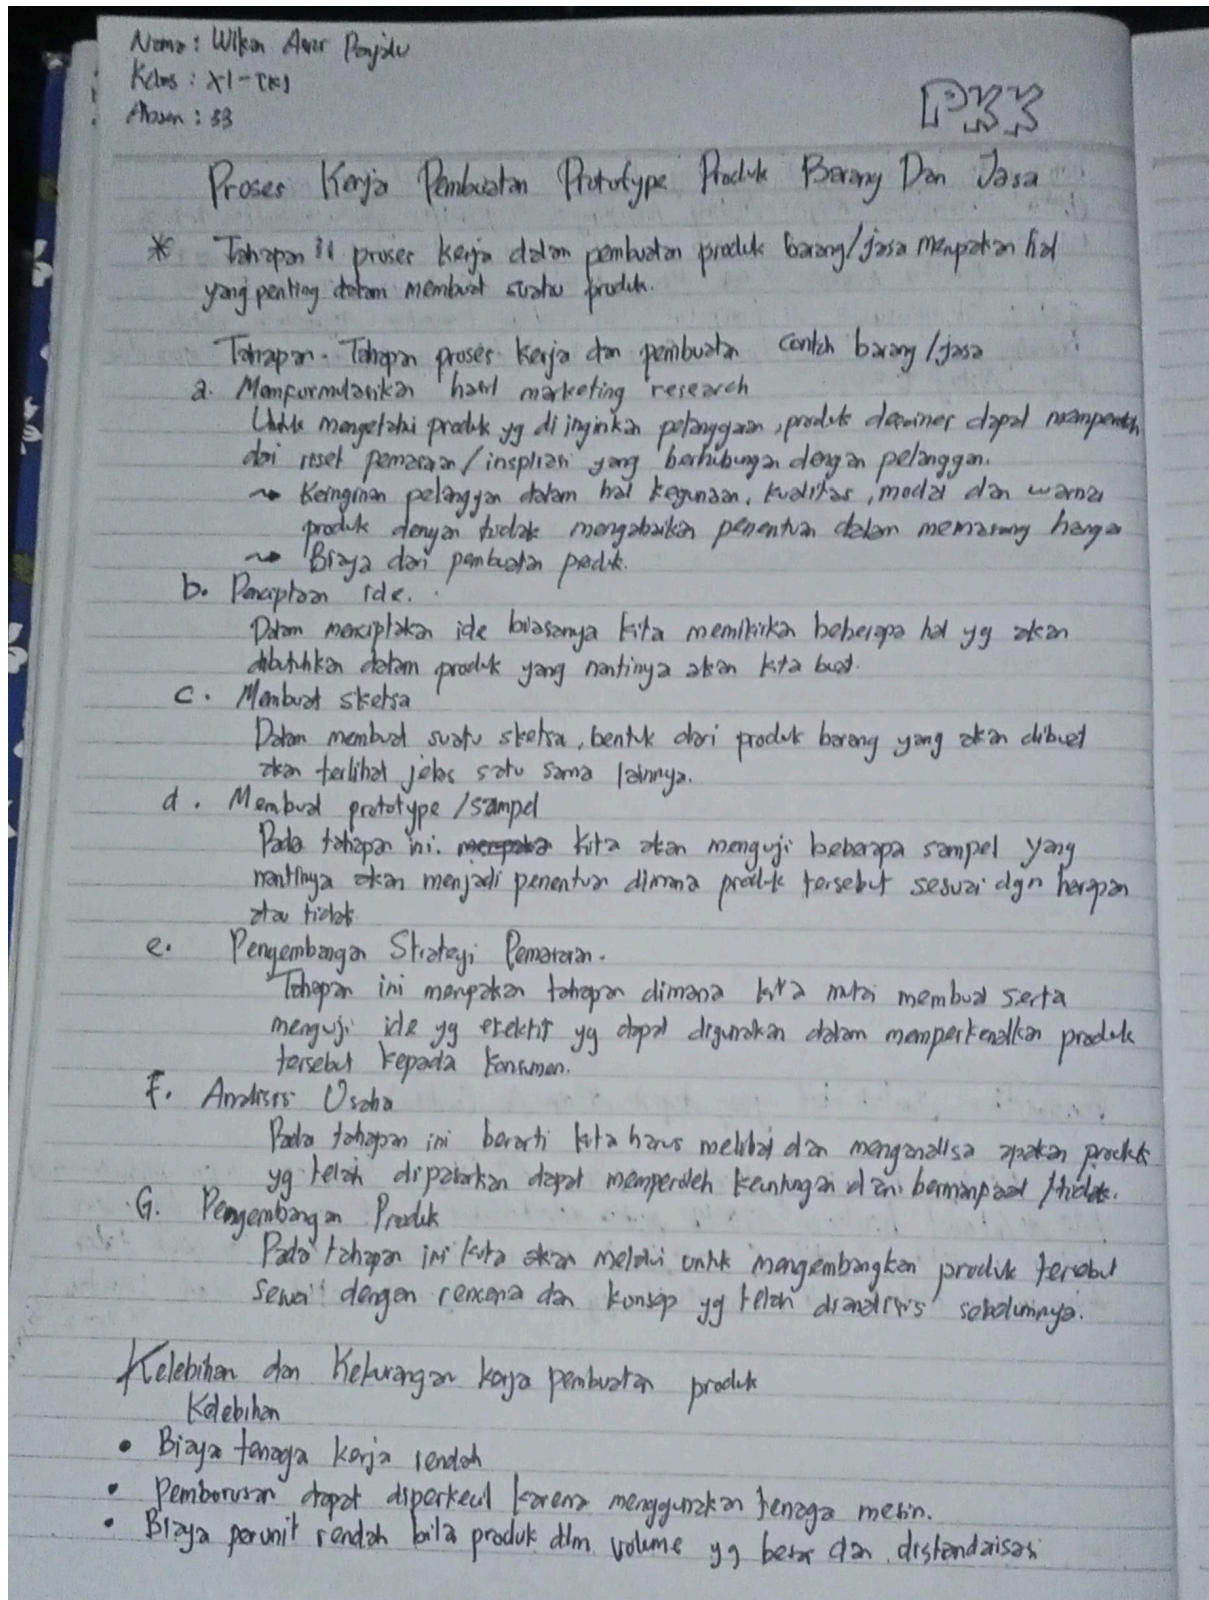 Nama : Wikan Aner Panjalu
Kelas : XI-TKJ
Absen : 33
PKK
Proses Kerja Pembuatan Prototype Produk Barang Dan Jasa
* Tahapan proses kerja dalam pembuatan produk barang/jasa merupakan hal
yang penting dalam membuat suatu produk.
Tahapan-Tahapan proses kerja dan pembuatan contoh barang/jasa
a. Memformulasikan hasil marketing research
Untuk mengetahui produk yg di inginkan pelanggaan, produk desainer dapat
dari riset pemasaran/inspirasi yang berhubungan dengan pelanggan.
~> Keinginan pelanggan dalam hal kegunaan, kualitas, modal dan warna
produk dengan tidak mengabaikan penentuan dalam memasang harga
~> Biaya dari pembuatan produk.
b. Penciptaan ide.
Dalam menciptakan ide biasanya kita memikirkan beberapa hal yg akan
dibutuhkan dalam produk yang nantinya akan kita buat.
c. Membuat sketsa
Dalam membuat suatu sketsa, bentuk dari produk barang yang akan dibuat
akan terlihat jelas satu sama lainnya.
d. Membuat prototype/sampel
Pada tahapan ini. kita akan menguji beberapa sampel yang
nantinya akan menjadi penentuan dimana produk tersebut sesuai dgn harapan
atau tidak
e. Pengembangan Strategi Pemasaran.
Tahapan ini merupakan tahapan dimana kita mulai membuat serta
menguji ide yg efektif yg dapat digunakan dalam memperkenalkan produk
tersebut kepada konsumen.
F. Analisis Usaha
Pada tahapan ini berarti kita harus melihat dan menganalisa apakah produk
yg telah dipasarkan dapat memperoleh keuntungan dan bermanpaat/tidak.
G. Pengembangan Produk
Pada tahapan ini kita akan melalui untuk mengembangkan produk tersebut
sesuai dengan rencana dan konsep yg telah dianalisis sebelumnya.
Kelebihan dan Kekurangan kerja pembuatan produk
Kelebihan
• Biaya tenaga kerja rendah
• Pemborosan dapat diperkecil karena menggunakan tenaga mesin.
• Biaya perunit rendah bila produk dlm volume yg besar dan distandarisasi